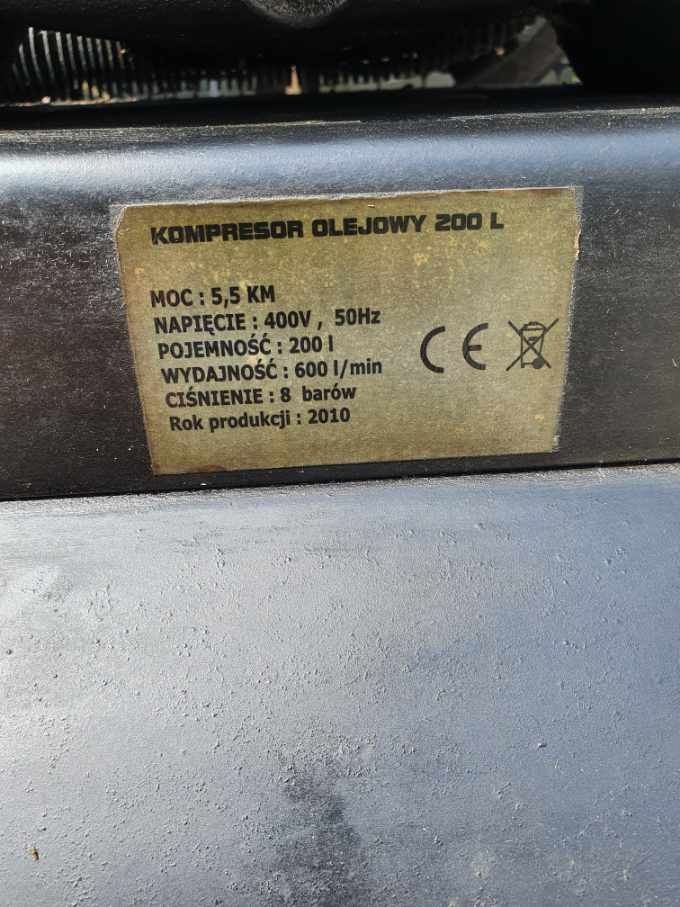 KOMPRESOR OLEJOWY 200 L
MOC : 5,5 KM
NAPIĘCIE : 400V , 50Hz
POJEMNOŚĆ : 200 l
WYDAJNOŚĆ : 600 l/min
CIŚNIENIE : 8 barów
Rok produkcji : 2010
CE